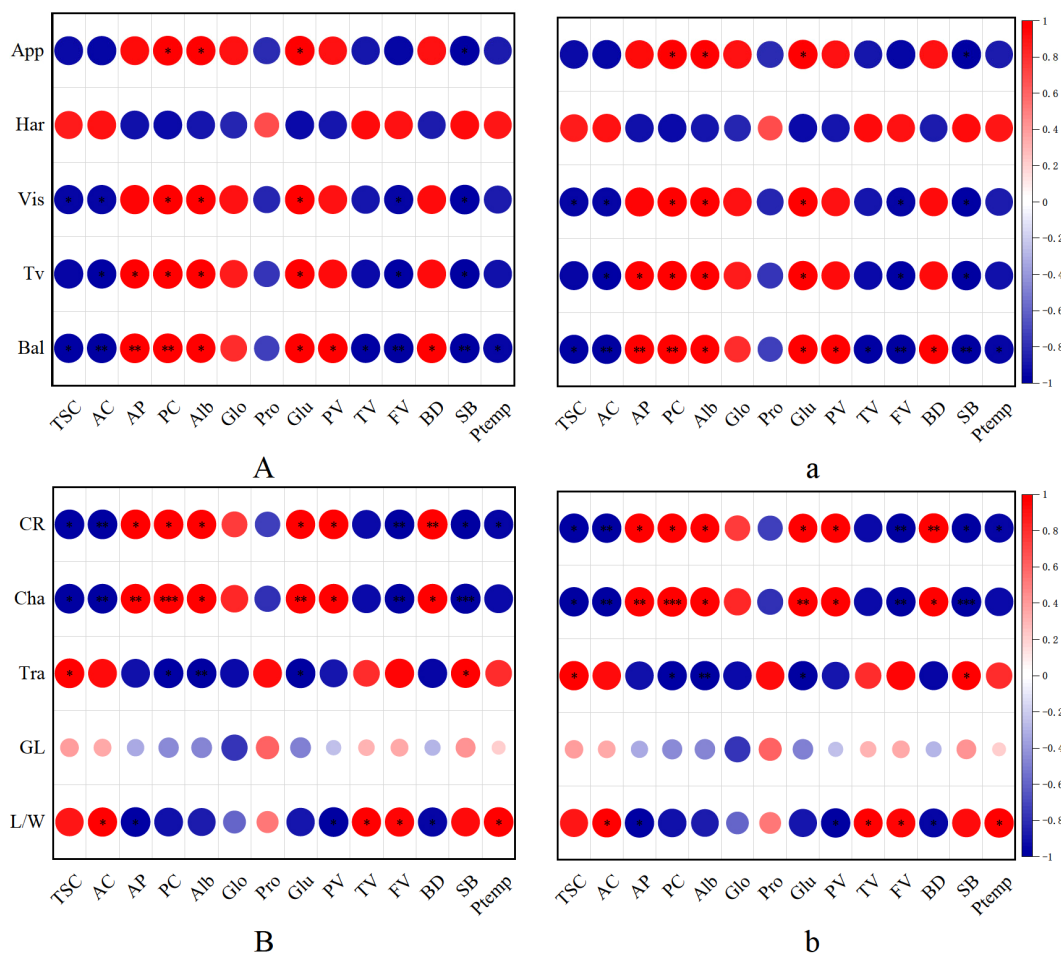 App * * * *
Har
Vis * * * * * * *
Tv * * * * * * *
Bal * ** ** ** * * * * ** * ** *
TSC AC AP PC Alb Glo Pro Glu PV TV FV BD SB Ptemp
A
* * * *
* * * * * * *
* * * * * * *
* ** ** ** * * * * ** * ** *
TSC AC AP PC Alb Glo Pro Glu PV TV FV BD SB Ptemp
a
1
0.8
0.6
0.4
0.2
0
-0.2
-0.4
-0.6
-0.8
-1
CR * ** * * * * * ** ** * *
Cha * ** ** *** * ** * ** * ***
Tra * * ** * *
GL
L/W * * * * * * *
TSC AC AP PC Alb Glo Pro Glu PV TV FV BD SB Ptemp
B
* ** * * * * * ** ** * *
* ** ** *** * ** * ** * ***
* * ** * *
* * * * * * *
TSC AC AP PC Alb Glo Pro Glu PV TV FV BD SB Ptemp
b
1
0.8
0.6
0.4
0.2
0
-0.2
-0.4
-0.6
-0.8
-1